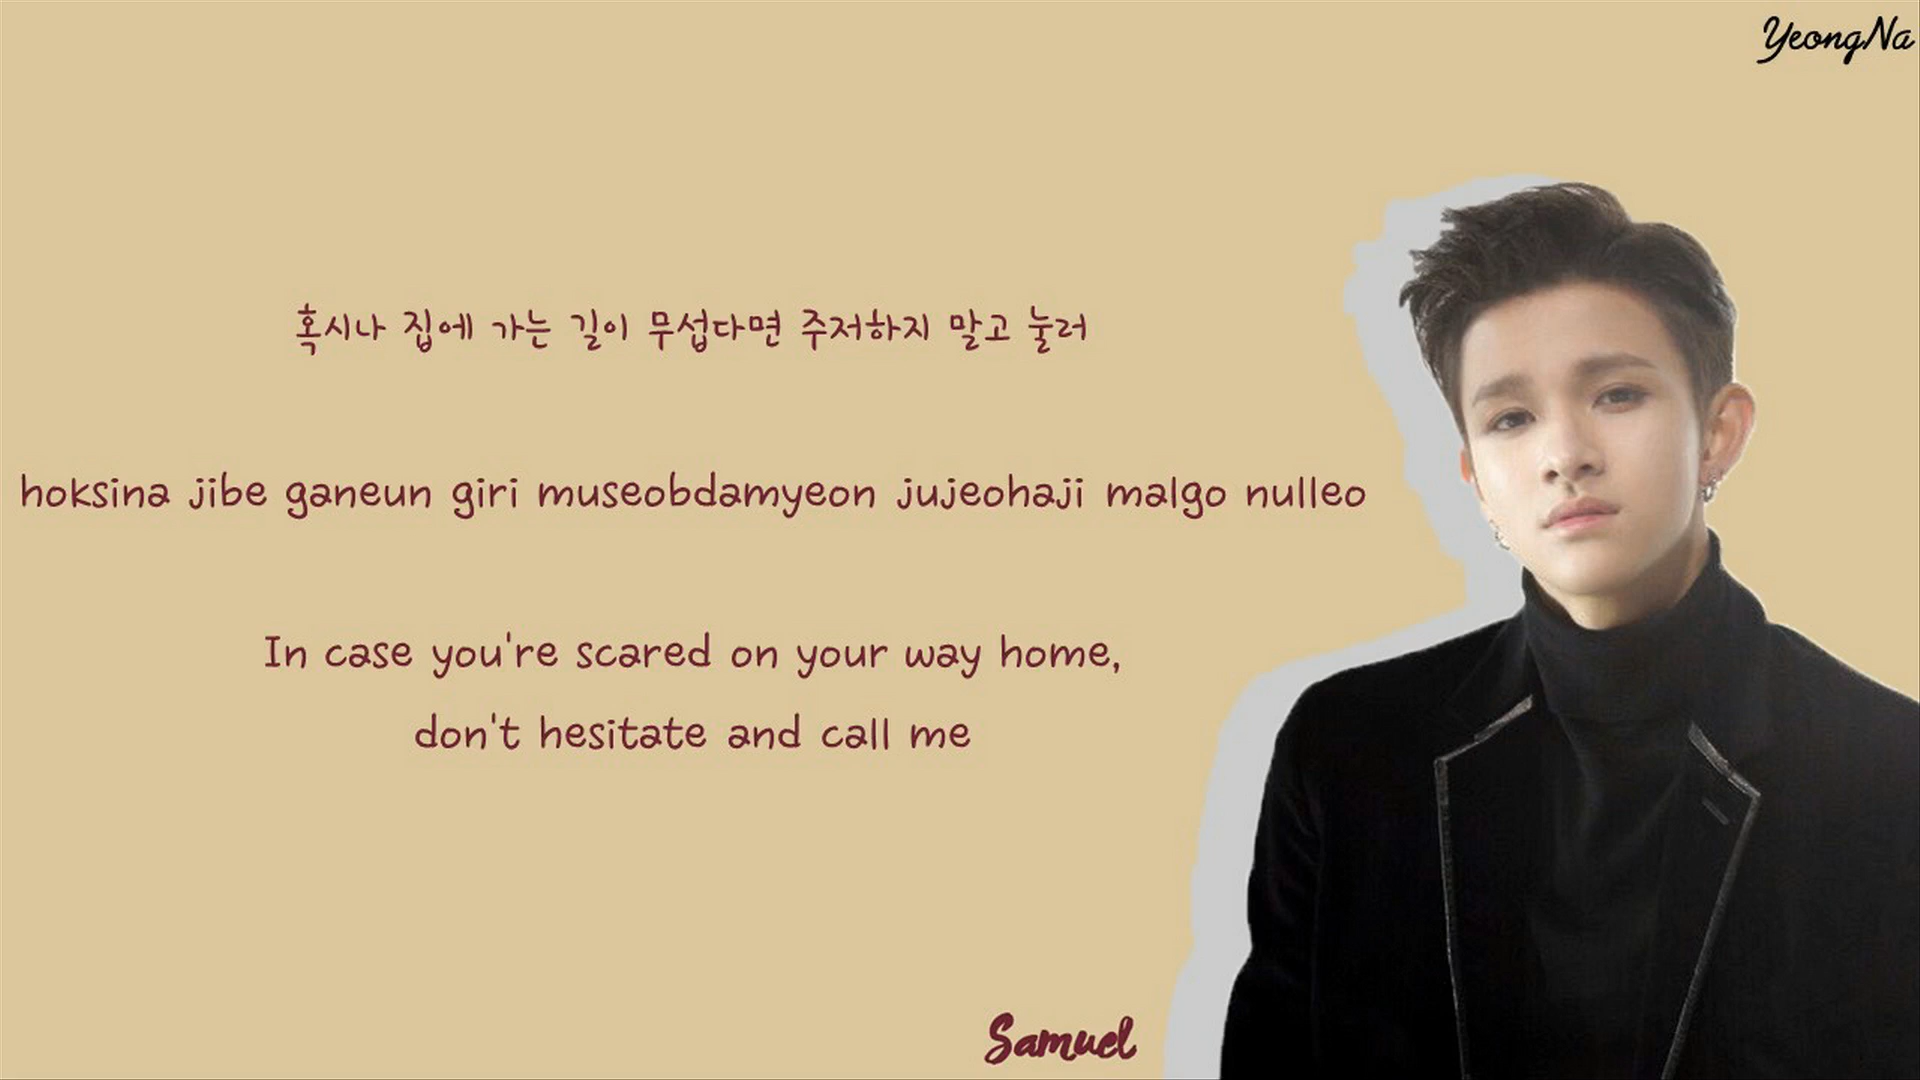 YeongNa
혹시나 집에 가는 길이 무섭다면 주저하지 말고 눌러
hoksina jibe ganeun giri museobdamyeon jujeohaji malgo nulleo
In case you're scared on your way home,
don't hesitate and call me
Samuel